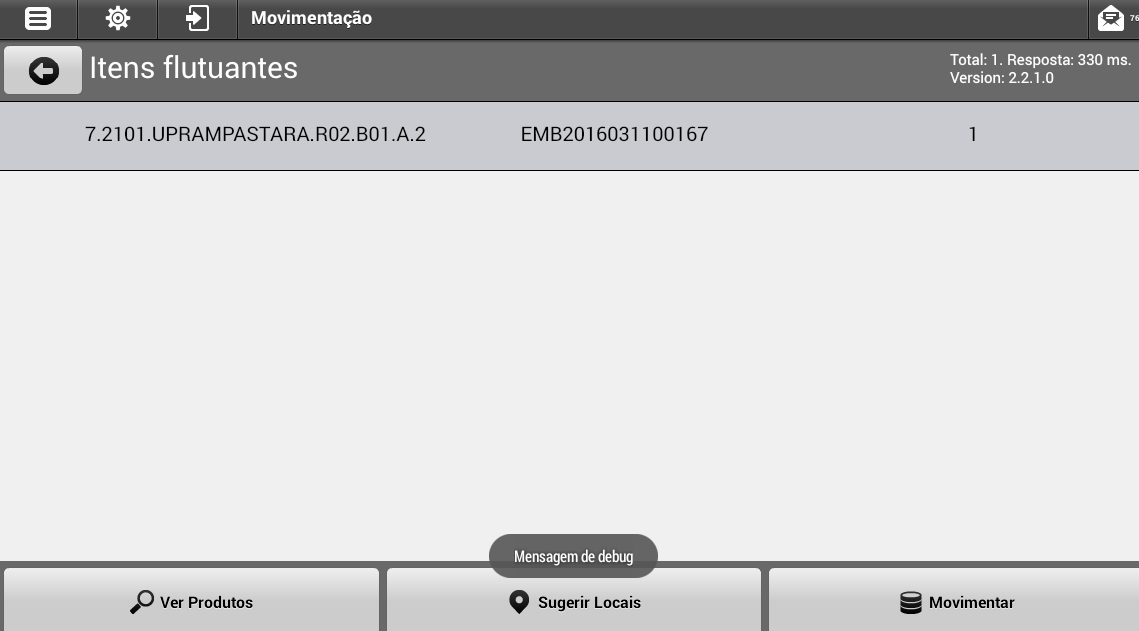 Movimentação
76
Itens flutuantes
Total: 1. Resposta: 330 ms.
Version: 2.2.1.0
7.2101.UPRAMPASTARA.R02.B01.A.2 EMB2016031100167 1
Mensagem de debug
Ver Produtos Sugerir Locais Movimentar